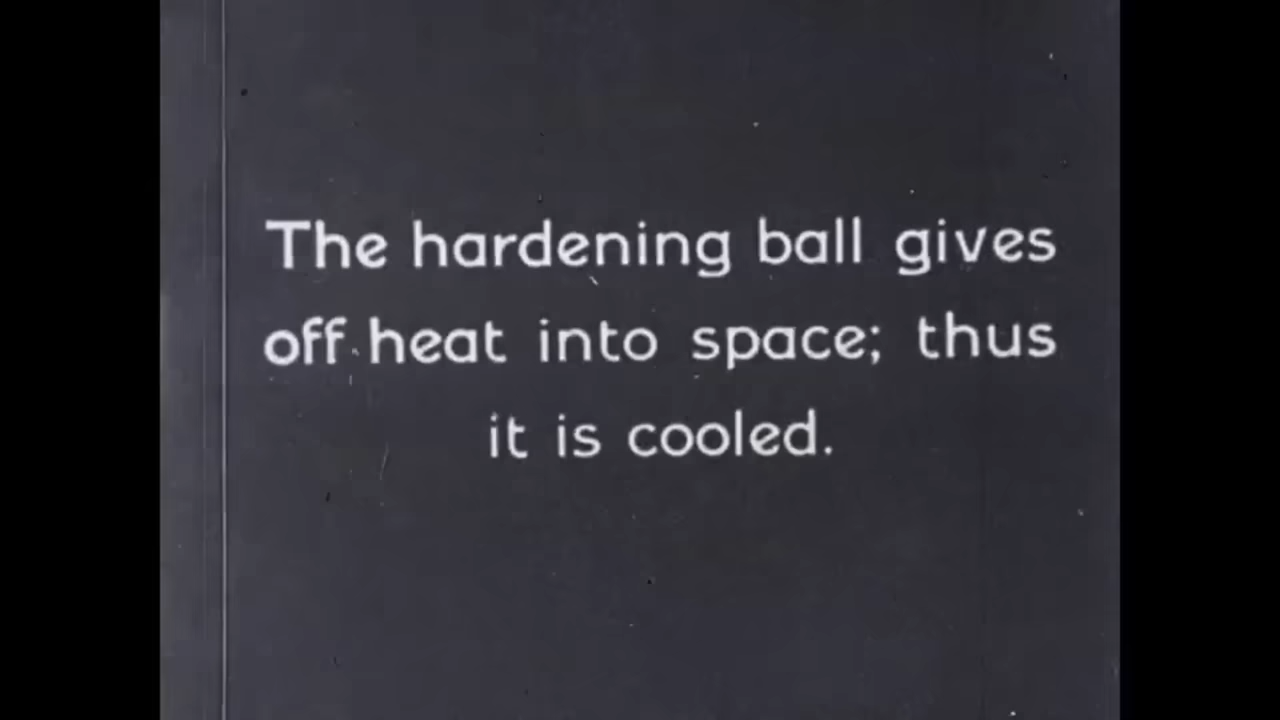 The hardening ball gives
off heat into space; thus
it is cooled.